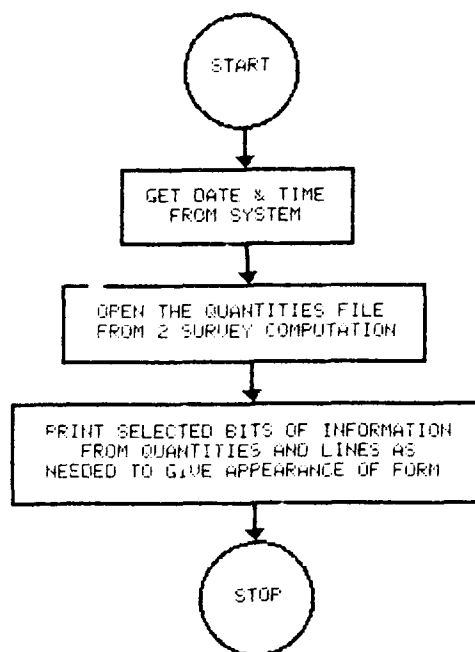 START
GET DATE & TIME
FROM SYSTEM
OPEN THE QUANTITIES FILE
FROM 2 SURVEY COMPUTATION
PRINT SELECTED BITS OF INFORMATION
FROM QUANTITIES AND LINES AS
NEEDED TO GIVE APPEARANCE OF FORM
STOP